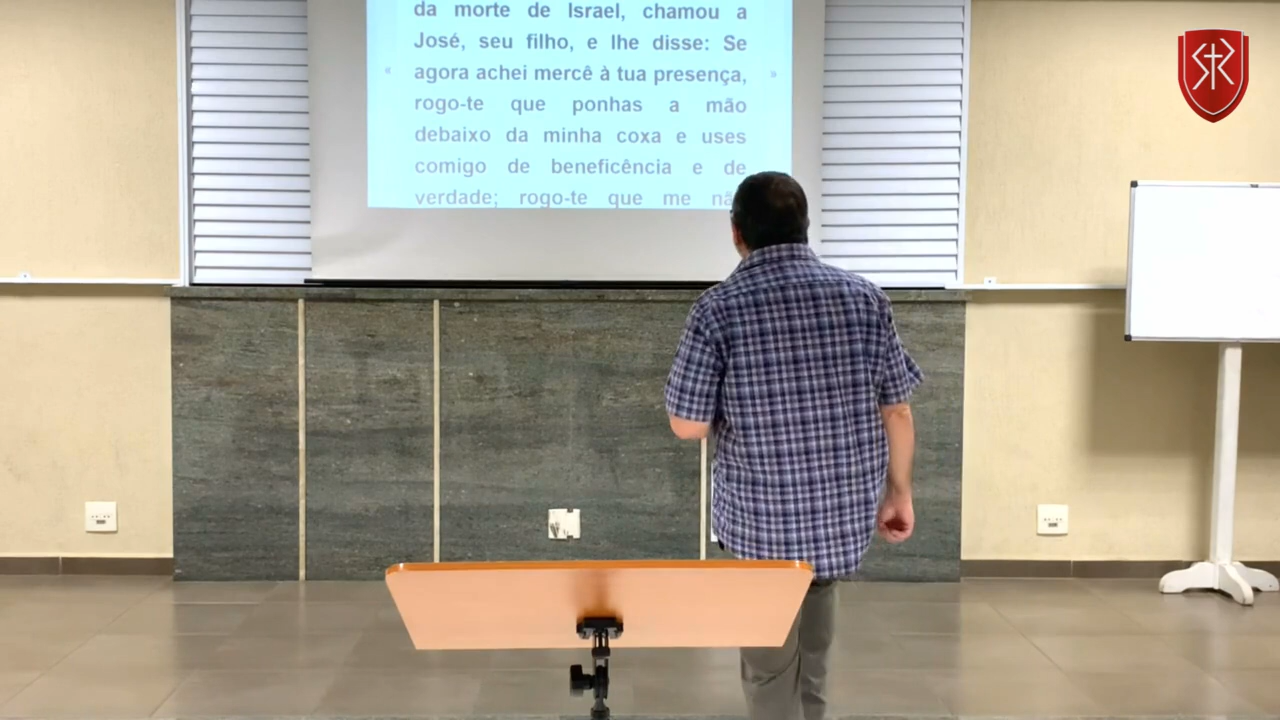 da morte de Israel, chamou a
José, seu filho, e lhe disse: Se
agora achei mercê à tua presença,
rogo-te que ponhas a mão
debaixo da minha coxa e uses
comigo de beneficência e de
verdade; rogo-te que me